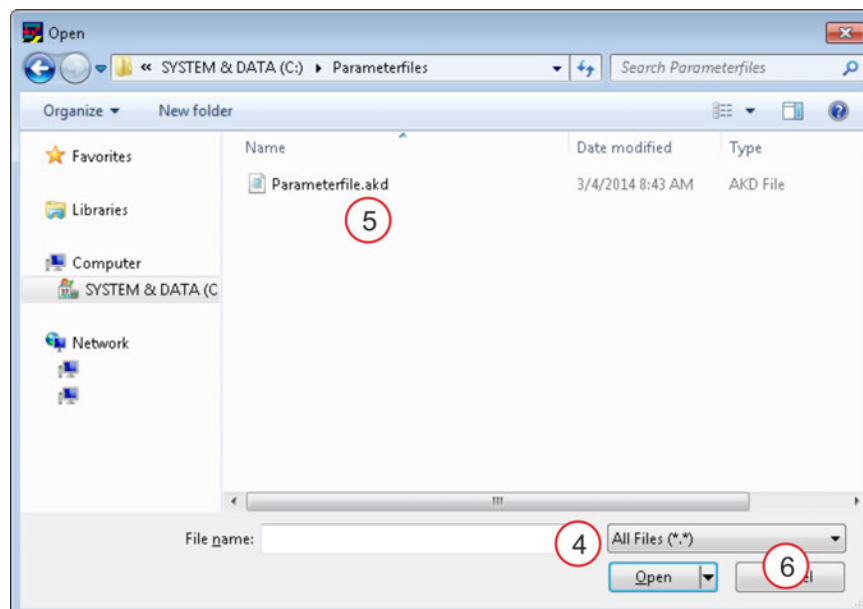 Open
« SYSTEM & DATA (C:) ▸ Parameterfiles
Search Parameterfiles
Organize
New folder
Name
Date modified
Type
Favorites
Parameterfile.akd
3/4/2014 8:43 AM
AKD File
5
Libraries
Computer
SYSTEM & DATA (C
Network
File name:
4
All Files (*.*)
Open
6